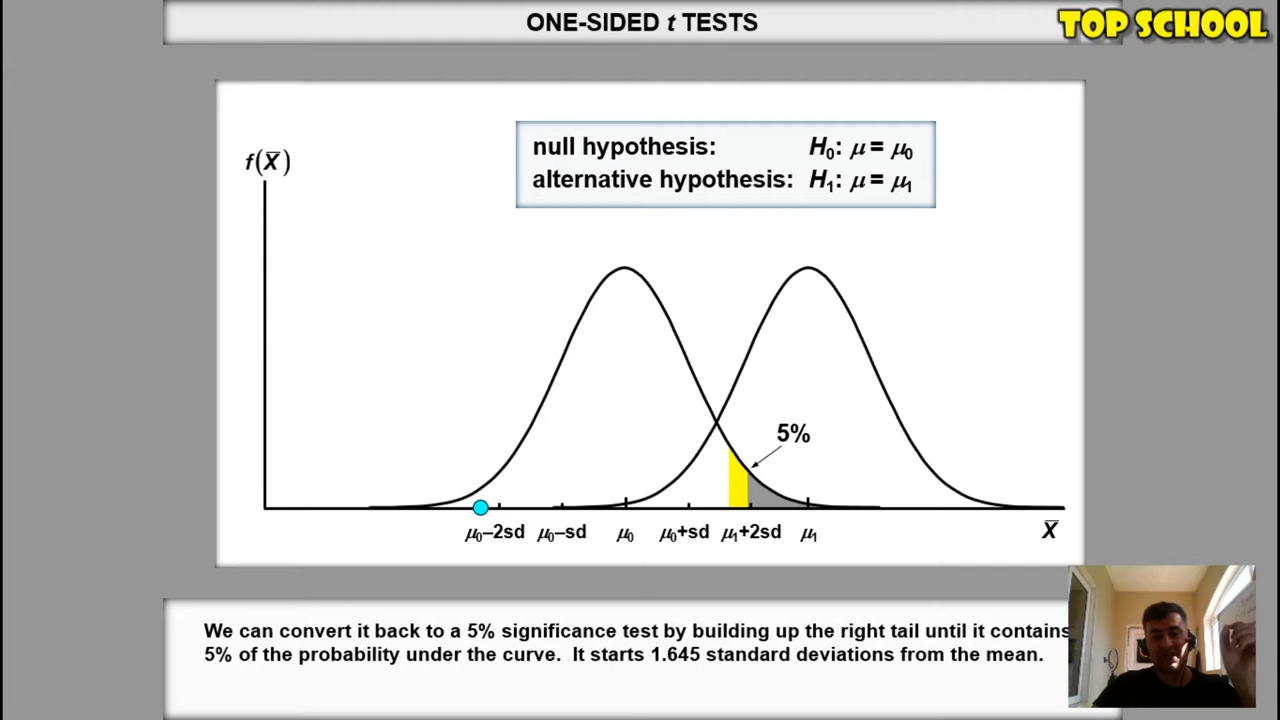 ONE-SIDED t TESTS
TOP SCHOOL
f(X̅)
null hypothesis: H₀: μ = μ₀
alternative hypothesis: H₁: μ = μ₁
5%
μ₀–2sd μ₀–sd μ₀ μ₀+sd μ₁+2sd μ₁ X̅
We can convert it back to a 5% significance test by building up the right tail until it contains
5% of the probability under the curve. It starts 1.645 standard deviations from the mean.